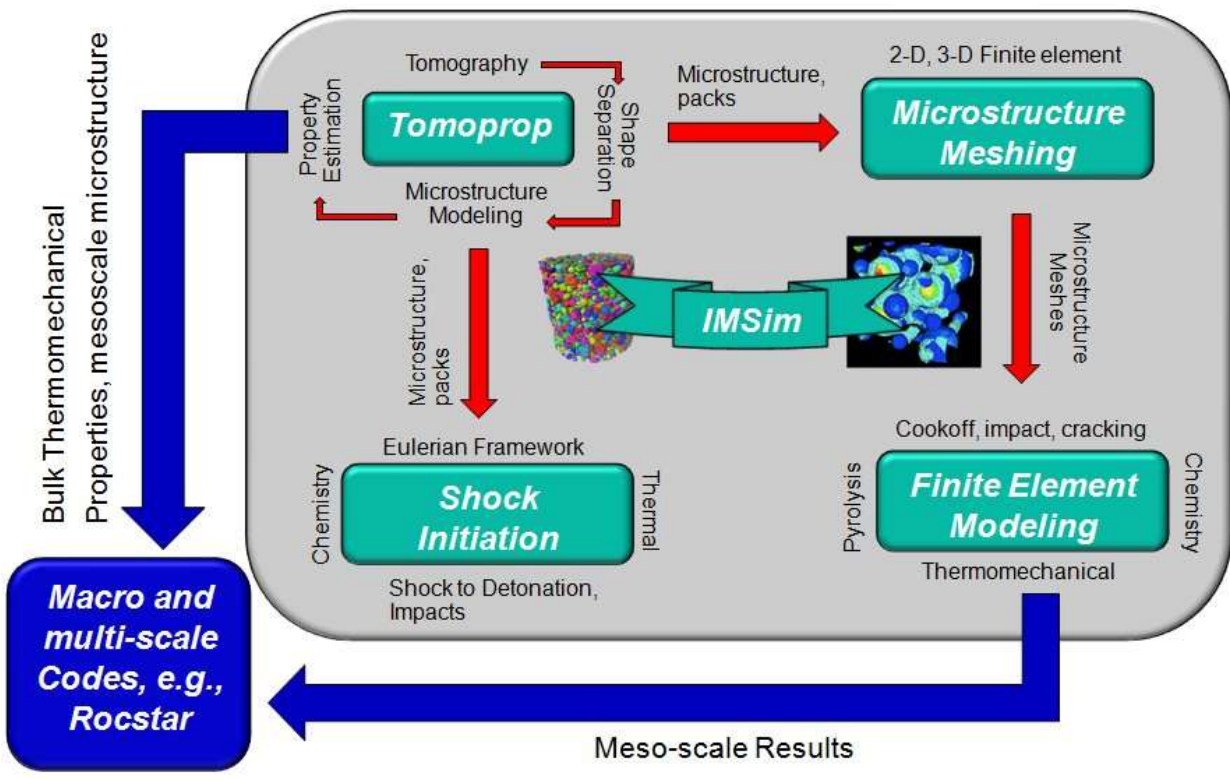 Tomography
Property
Estimation
Tomoprop
Shape
Separation
Microstructure
Modeling
Microstructure,
packs
2-D, 3-D Finite element
Microstructure
Meshing
Microstructure
Meshes
IMSim
Microstructure,
packs
Eulerian Framework
Chemistry
Shock
Initiation
Thermal
Shock to Detonation,
Impacts
Cookoff, impact, cracking
Pyrolysis
Finite Element
Modeling
Chemistry
Thermomechanical
Bulk Thermomechanical
Properties, mesoscale microstructure
Macro and
multi-scale
Codes, e.g.,
Rocstar
Meso-scale Results